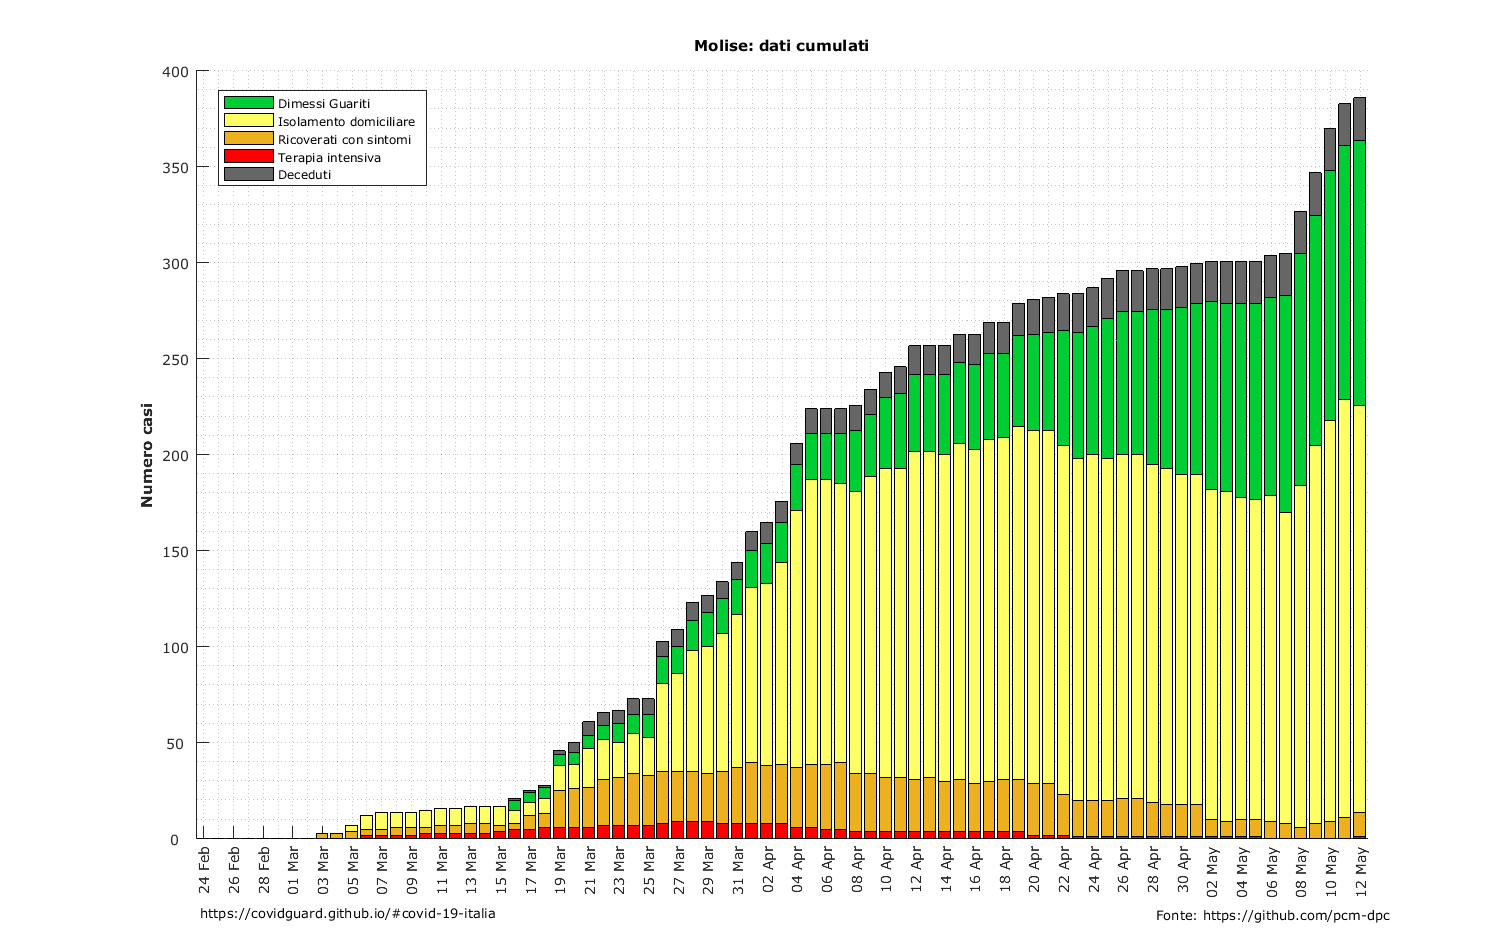 Molise: dati cumulati
400
350
300
250
200
150
100
50
0
Numero casi
Dimessi Guariti
Isolamento domiciliare
Ricoverati con sintomi
Terapia intensiva
Deceduti
24 Feb
26 Feb
28 Feb
01 Mar
03 Mar
05 Mar
07 Mar
09 Mar
11 Mar
13 Mar
15 Mar
17 Mar
19 Mar
21 Mar
23 Mar
25 Mar
27 Mar
29 Mar
31 Mar
02 Apr
04 Apr
06 Apr
08 Apr
10 Apr
12 Apr
14 Apr
16 Apr
18 Apr
20 Apr
22 Apr
24 Apr
26 Apr
28 Apr
30 Apr
02 May
04 May
06 May
08 May
10 May
12 May
https://covidguard.github.io/#covid-19-italia
Fonte: https://github.com/pcm-dpc